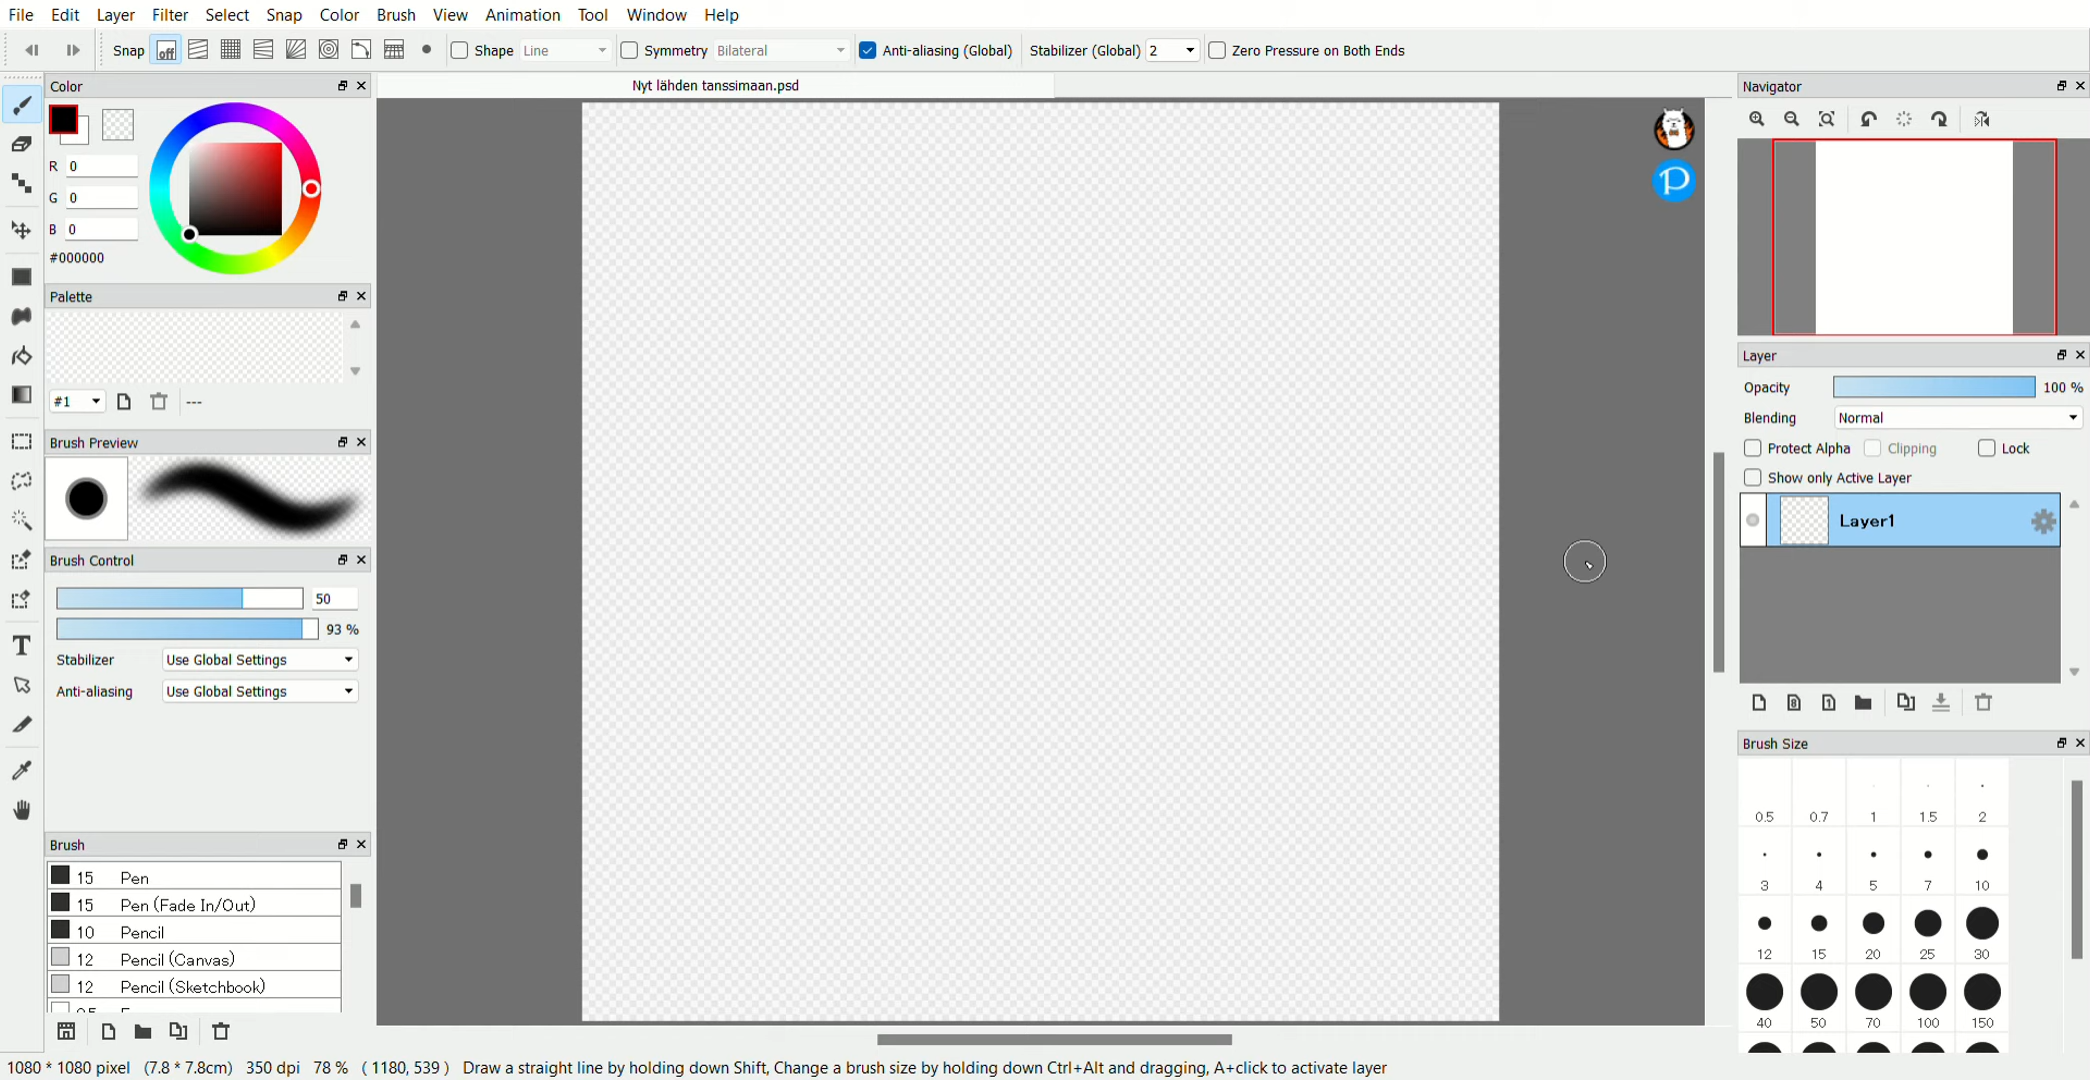 File Edit Layer Filter Select Snap Color Brush View Animation Tool Window Help
Snap off Shape Line Symmetry Bilateral Anti-aliasing (Global) Stabilizer (Global) 2 Zero Pressure on Both Ends
Color
R 0
G 0
B 0
#000000
Palette
#1 ---
Brush Preview
Brush Control
50
93 %
Stabilizer Use Global Settings
Anti-aliasing Use Global Settings
Brush
15 Pen
15 Pen (Fade In/Out)
10 Pencil
12 Pencil (Canvas)
12 Pencil (Sketchbook)
Nyt lähden tanssimaan.psd
P
Navigator
Layer
Opacity 100 %
Blending Normal
Protect Alpha Clipping Lock
Show only Active Layer
Layer1
8 1
Brush Size
0.5 0.7 1 1.5 2
3 4 5 7 10
12 15 20 25 30
40 50 70 100 150
T
1080 * 1080 pixel (7.8 * 7.8cm) 350 dpi 78 % ( 1180, 539 ) Draw a straight line by holding down Shift, Change a brush size by holding down Ctrl+Alt and dragging, A+click to activate layer